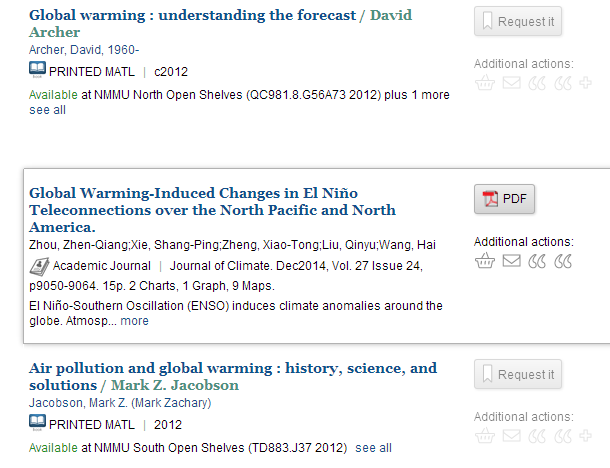 Global warming : understanding the forecast / David
Archer
Archer, David, 1960-
PRINTED MATL | c2012
Available at NMMU North Open Shelves (QC981.8.G56A73 2012) plus 1 more
see all
Request it
Additional actions:
Global Warming-Induced Changes in El Niño
Teleconnections over the North Pacific and North
America.
Zhou, Zhen-Qiang;Xie, Shang-Ping;Zheng, Xiao-Tong;Liu, Qinyu;Wang, Hai
Academic Journal | Journal of Climate. Dec2014, Vol. 27 Issue 24,
p9050-9064. 15p. 2 Charts, 1 Graph, 9 Maps.
El Niño-Southern Oscillation (ENSO) induces climate anomalies around the
globe. Atmosp... more
PDF
Additional actions:
Air pollution and global warming : history, science, and
solutions / Mark Z. Jacobson
Jacobson, Mark Z. (Mark Zachary)
PRINTED MATL | 2012
Available at NMMU South Open Shelves (TD883.J37 2012) see all
Request it
Additional actions: